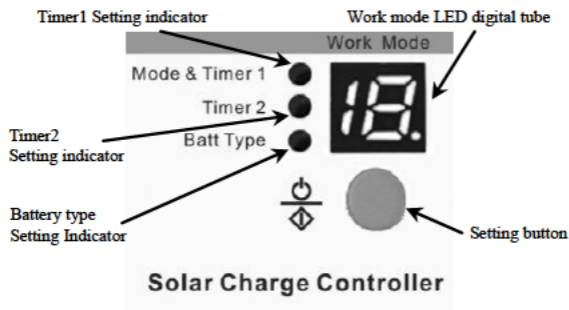 Timer1 Setting indicator
Work mode LED digital tube
Work Mode
Mode & Timer 1
Timer 2
Batt Type
18.
Timer2
Setting indicator
Battery type
Setting Indicator
Setting button
Solar Charge Controller